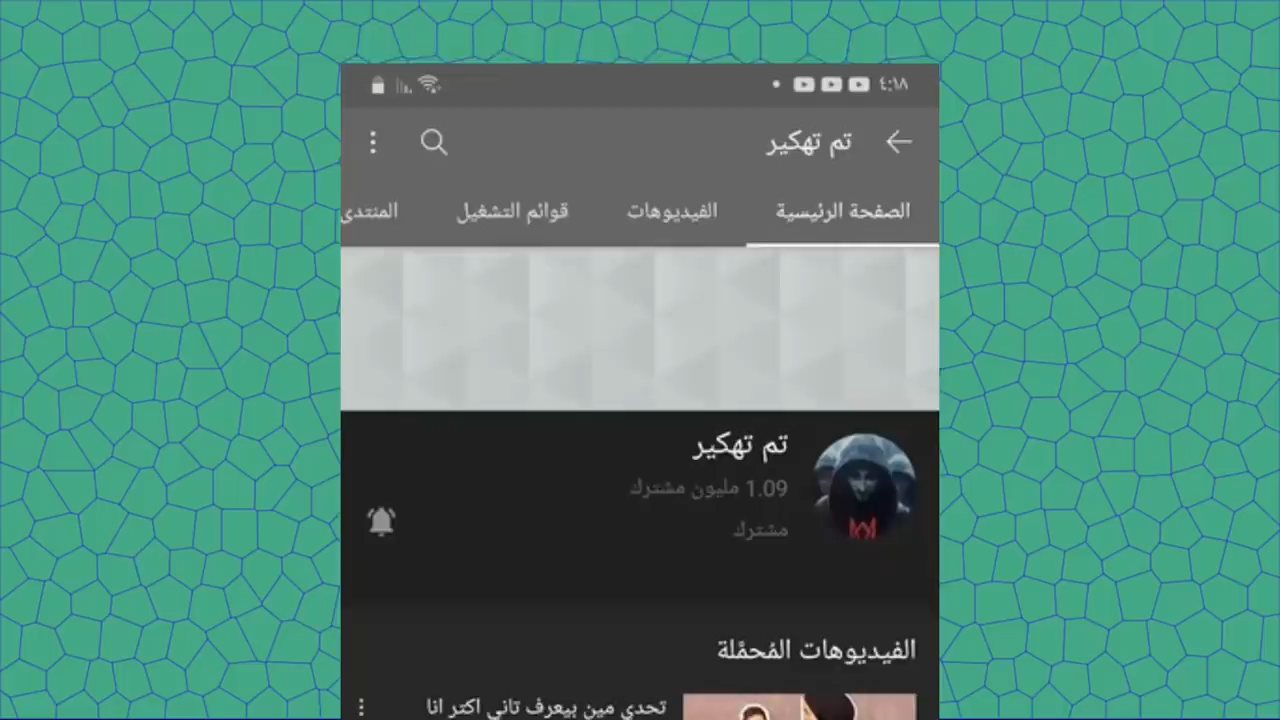 ٤:١٨
تم تهكير
الصفحة الرئيسية الفيديوهات قوائم التشغيل المنتدى
تم تهكير
1.09 مليون مشترك
مشترك
الفيديوهات المُحمَّلة
تحدي مين بيعرف تاني اكتر انا